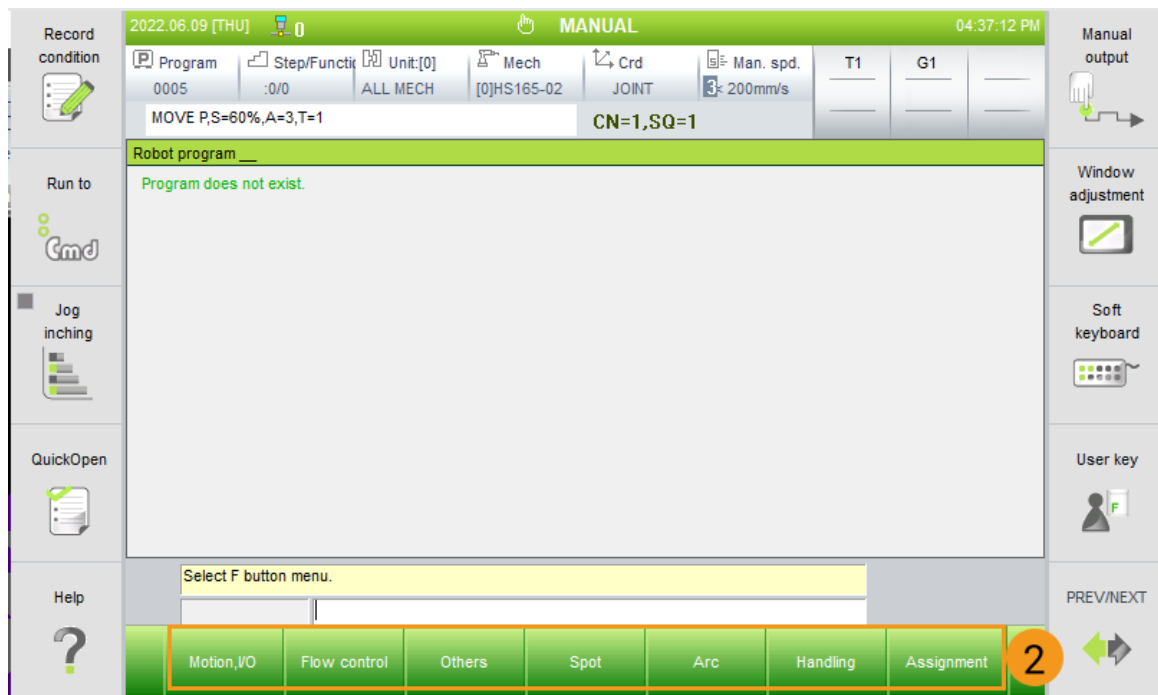 Record
condition
Run to
Cmd
Jog
inching
QuickOpen
Help
2022.06.09 [THU]
0
MANUAL
04:37:12 PM
P Program
0005
Step/Functi
:0/0
Unit:[0]
ALL MECH
Mech
[0]HS165-02
Crd
JOINT
Man. spd.
3< 200mm/s
T1
G1
MOVE P,S=60%,A=3,T=1
CN=1,SQ=1
Robot program __
Program does not exist.
Select F button menu.
Motion,I/O
Flow control
Others
Spot
Arc
Handling
Assignment
2
Manual
output
Window
adjustment
Soft
keyboard
User key
F
PREV/NEXT